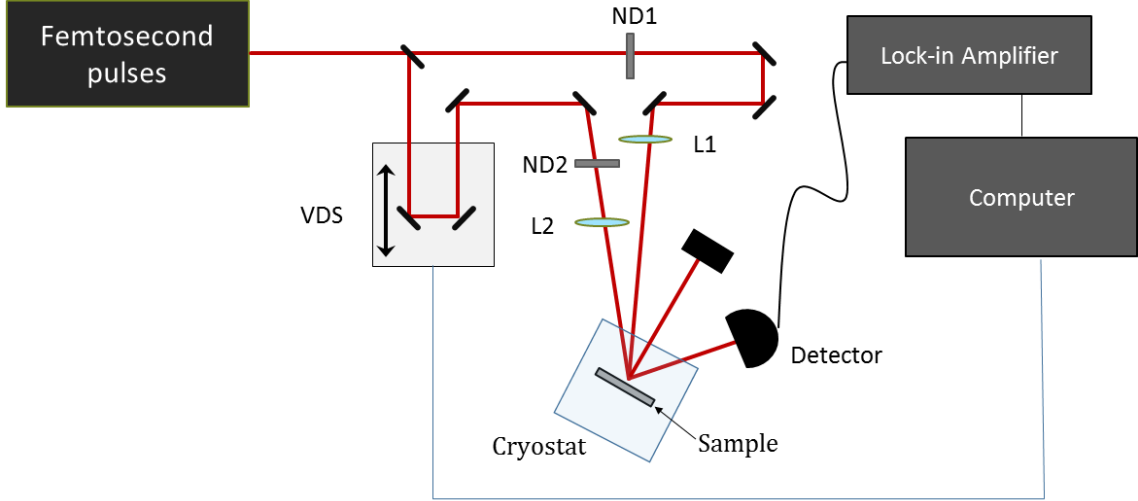 Femtosecond
pulses
ND1
Lock-in Amplifier
L1
ND2
Computer
VDS
L2
Detector
Cryostat
Sample